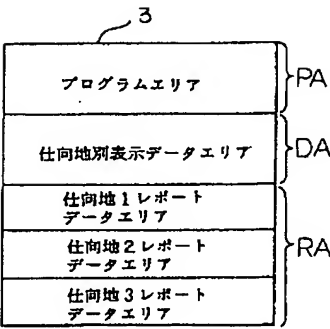 3
プログラムエリア
PA
仕向地別表示データエリア
DA
仕向地1レポート
データエリア
仕向地2レポート
データエリア
RA
仕向地3レポート
データエリア